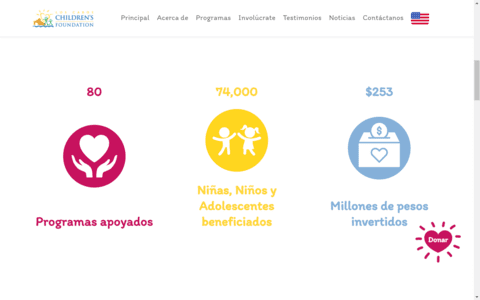 CHILDREN'S
FOUNDATION
Principal Acerca de Programas Involúcrate Testimonios Noticias Contáctanos
80
74,000
$253
Niñas, Niños y
Adolescentes
beneficiados
Programas apoyados
Millones de pesos
invertidos
Donar